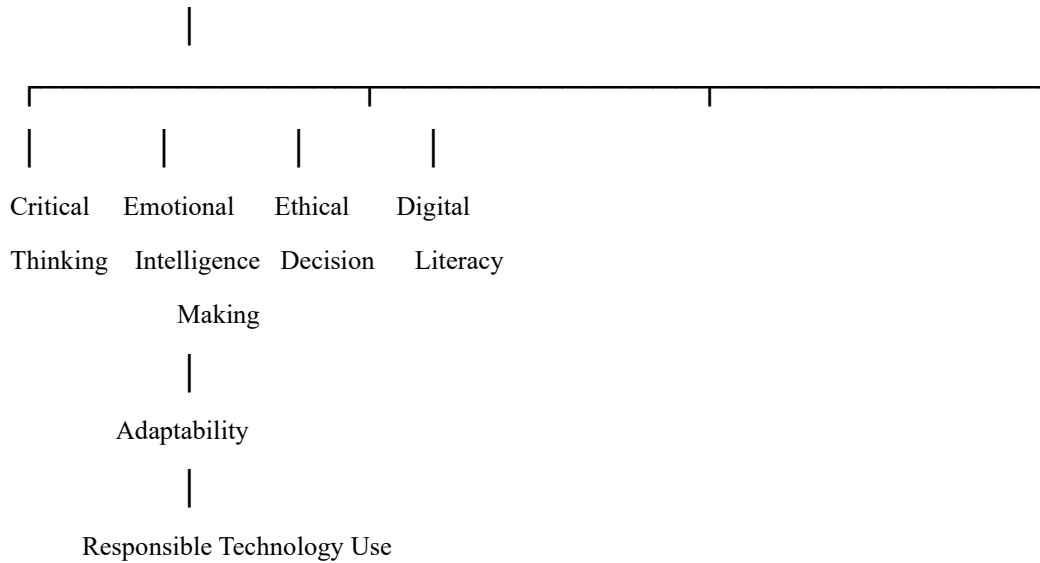 Critical Emotional Ethical Digital
Thinking Intelligence Decision Literacy
Making
Adaptability
Responsible Technology Use